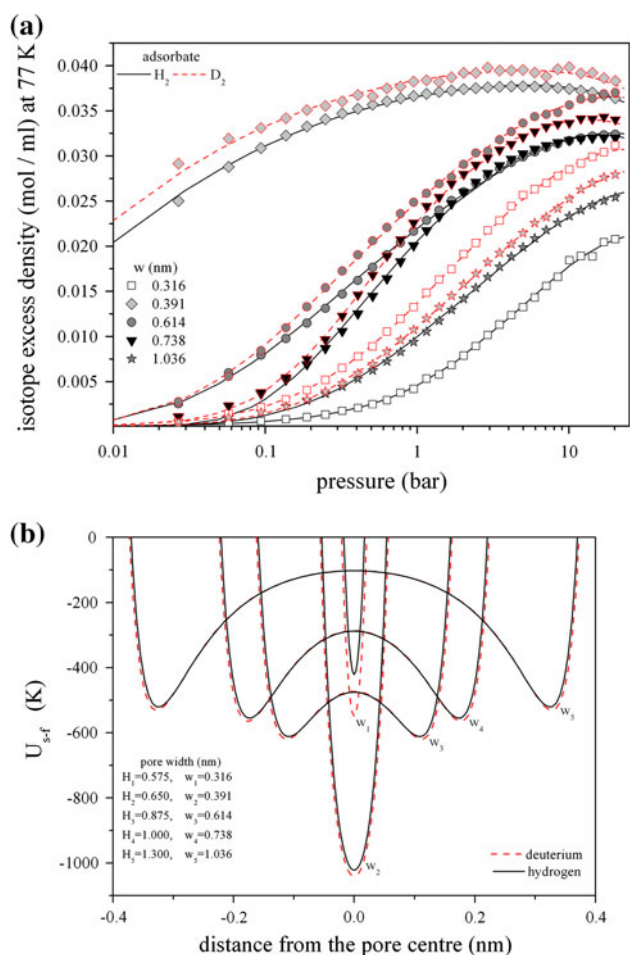 (a)
adsorbate
H2 D2
isotope excess density (mol / ml) at 77 K
0.040
0.035
0.030
0.025
0.020
0.015
0.010
0.005
w (nm)
0.316
0.391
0.614
0.738
1.036
0.01 0.1 1 10
pressure (bar)
(b)
U s-f (K)
0
-200
-400
-600
-800
-1000
w1
w2
w3
w4
w5
pore width (nm)
H1=0.575, w1=0.316
H2=0.650, w2=0.391
H3=0.875, w3=0.614
H4=1.000, w4=0.738
H5=1.300, w5=1.036
deuterium
hydrogen
-0.4 -0.2 0.0 0.2 0.4
distance from the pore centre (nm)